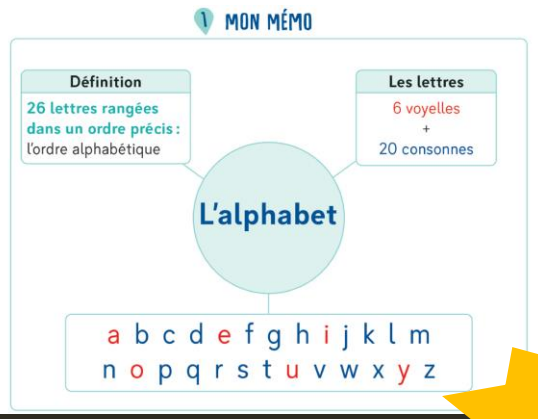 1 MON MÉMO
Définition
26 lettres rangées
dans un ordre précis :
l'ordre alphabétique
Les lettres
6 voyelles
+
20 consonnes
L'alphabet
a b c d e f g h i j k l m
n o p q r s t u v w x y z